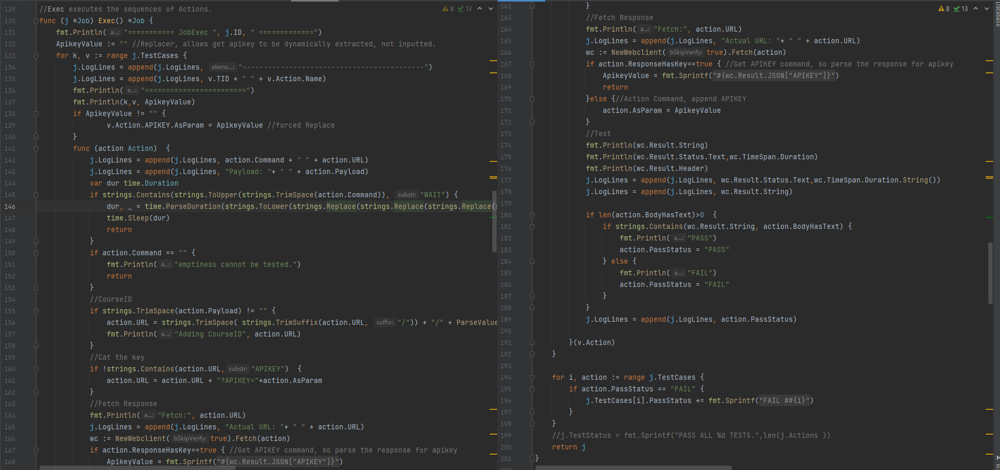 129 //Exec executes the sequences of Actions.
8 13
130 func (j *Job) Exec() *Job {
131 fmt.Println( a...: "=========== JobExec ", j.ID, " =============")
132 ApikeyValue := "" //Replacer, allows get apikey to be dynamically extracted, not inputted.
133 for k, v := range j.TestCases {
134 j.LogLines = append(j.LogLines, elems...: "-------------------------------------------")
135 j.LogLines = append(j.LogLines, v.TID + " " + v.Action.Name)
136 fmt.Println( a...: "========================")
137 fmt.Println(k,v, ApikeyValue)
138 if ApikeyValue != "" {
139 v.Action.APIKEY.AsParam = ApikeyValue //forced Replace
140 }
141 func (action Action) {
142 j.LogLines = append(j.LogLines, action.Command + " " + action.URL)
143 j.LogLines = append(j.LogLines, "Payload: "+ " " + action.Payload)
144 var dur time.Duration
145 if strings.Contains(strings.ToUpper(strings.TrimSpace(action.Command)), substr: "WAIT") {
146 dur, _ = time.ParseDuration(strings.ToLower(strings.Replace(strings.Replace(strings.Replace(
147 time.Sleep(dur)
148 return
149 }
150 if action.Command == "" {
151 fmt.Println( a...: "emptiness cannot be tested.")
152 return
153 }
154 //CourseID
155 if strings.TrimSpace(action.Payload) != "" {
156 action.URL = strings.TrimSpace( strings.TrimSuffix(action.URL, suffix: "/")) + "/" + ParseValue
157 fmt.Println( a...: "Adding CourseID", action.URL)
158 }
159 //Cat the key
160 if !strings.Contains(action.URL, substr: "APIKEY") {
161 action.URL = action.URL + "?APIKEY="+action.AsParam
162 }
163 //Fetch Response
164 fmt.Println( a...: "Fetch:", action.URL)
165 j.LogLines = append(j.LogLines, "Actual URL: "+ " " + action.URL)
166 wc := NewWebclient( bSkipVerify: true).Fetch(action)
167 if action.ResponseHasKey==true { //Get APIKEY command, so parse the response for apikey
168 ApikeyValue = fmt.Sprintf("#{wc.Result.JSON["APIKEY"]}")
162 }
8 13
163 //Fetch Response
164 fmt.Println( a...: "Fetch:", action.URL)
165 j.LogLines = append(j.LogLines, "Actual URL: "+ " " + action.URL)
166 wc := NewWebclient( bSkipVerify: true).Fetch(action)
167 if action.ResponseHasKey==true { //Get APIKEY command, so parse the response for apikey
168 ApikeyValue = fmt.Sprintf("#{wc.Result.JSON["APIKEY"]}")
169 return
170 }else {//Action Command, append APIKEY
171 action.AsParam = ApikeyValue
172 }
173 //Test
174 fmt.Println(wc.Result.String)
175 fmt.Println(wc.Result.Status.Text,wc.TimeSpan.Duration)
176 fmt.Println(wc.Result.Header)
177 j.LogLines = append(j.LogLines, wc.Result.Status.Text,wc.TimeSpan.Duration.String())
178 j.LogLines = append(j.LogLines, wc.Result.String)
179
180 if len(action.BodyHasText)>0 {
181 if strings.Contains(wc.Result.String, action.BodyHasText) {
182 fmt.Println( a...: "PASS")
183 action.PassStatus = "PASS"
184 } else {
185 fmt.Println( a...: "FAIL")
186 action.PassStatus = "FAIL"
187 }
188 }
189 j.LogLines = append(j.LogLines, action.PassStatus)
190
191 }(v.Action)
192 }
193
194 for i, action := range j.TestCases {
195 if action.PassStatus == "FAIL" {
196 j.TestCases[i].PassStatus += fmt.Sprintf("FAIL ##{i}")
197 }
198 }
199 //j.TestStatus = fmt.Sprintf("PASS ALL %d TESTS.",len(j.Actions ))
200 return j
201 }
Database